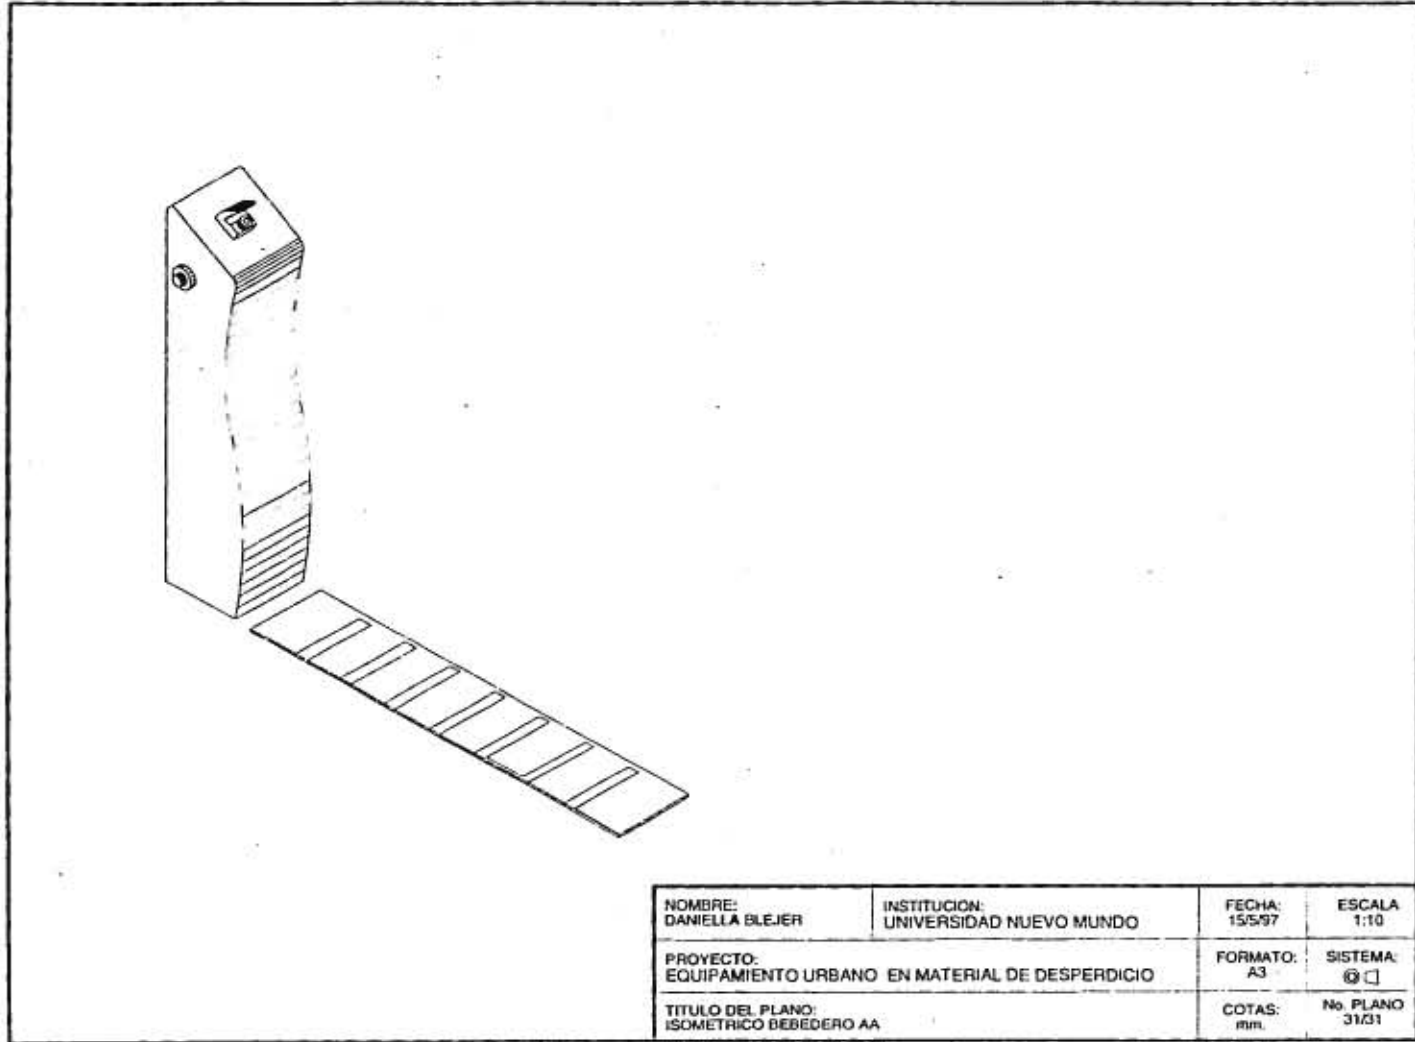 NOMBRE:
DANIELLA BLEJER
INSTITUCION:
UNIVERSIDAD NUEVO MUNDO
FECHA:
15/5/97
ESCALA
1:10
PROYECTO:
EQUIPAMIENTO URBANO EN MATERIAL DE DESPERDICIO
FORMATO:
A3
SISTEMA:
TITULO DEL PLANO:
ISOMETRICO BEBEDERO AA
COTAS:
mm.
No. PLANO
31/31